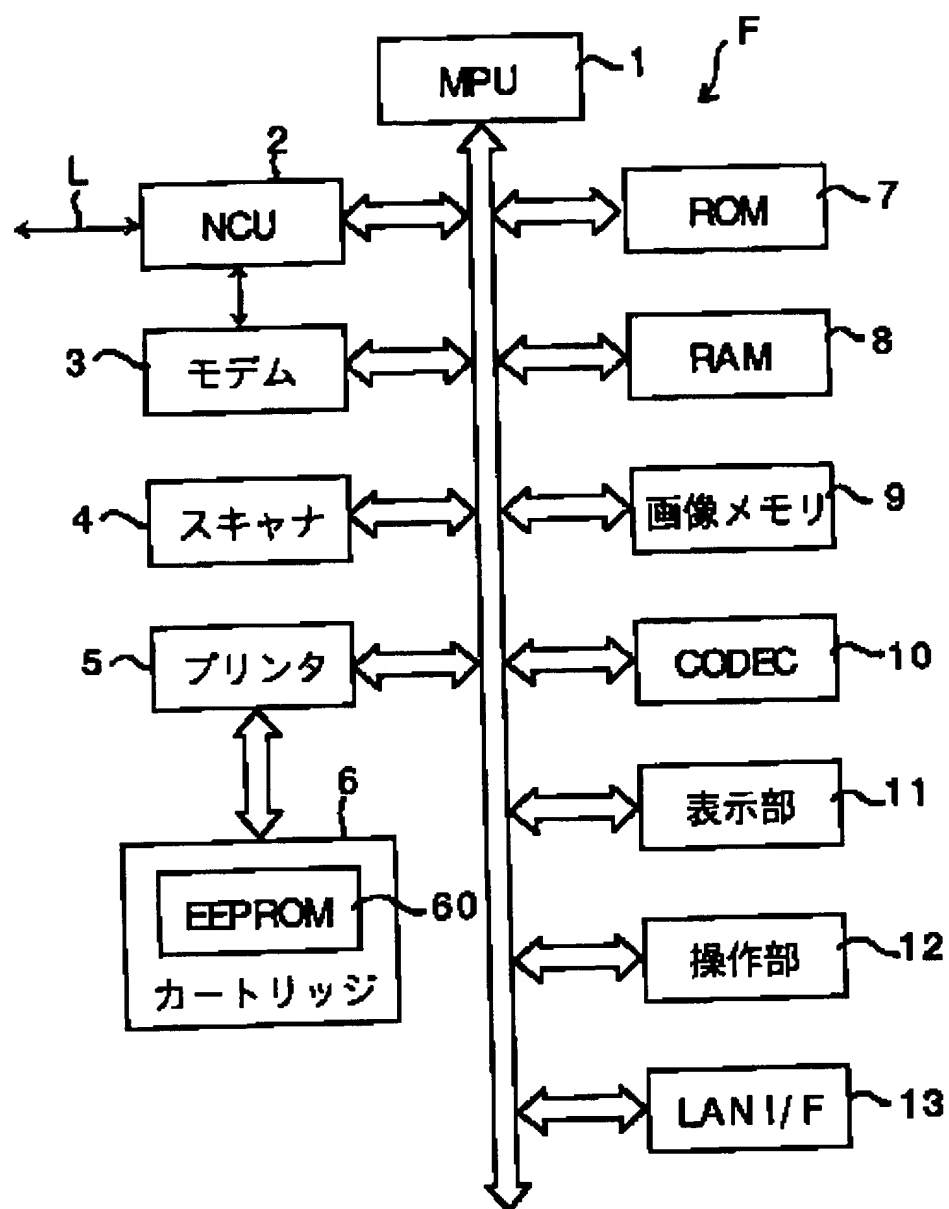 F
MPU
1
2
L
NCU
ROM
7
3
モデム
RAM
8
4
スキャナ
画像メモリ
9
5
プリンタ
CODEC
10
6
表示部
11
EEPROM
60
カートリッジ
操作部
12
LAN I/F
13